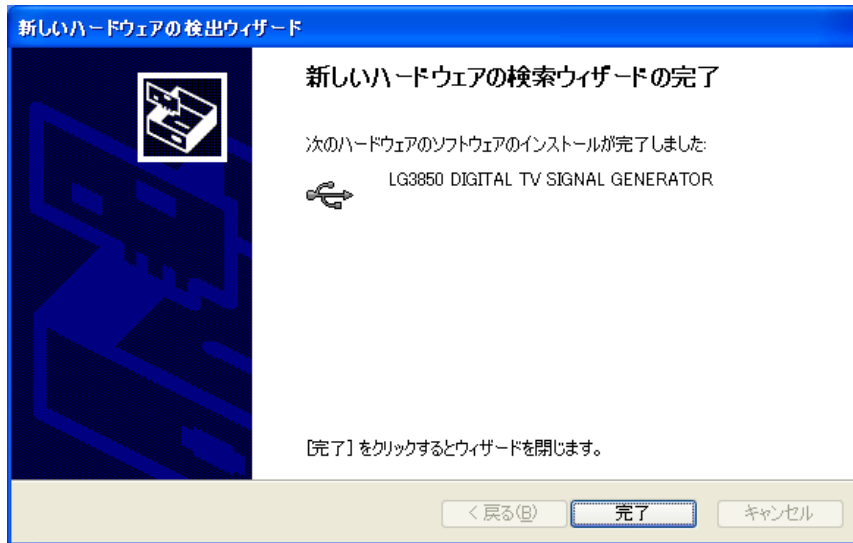 新しいハードウェアの検出ウィザード
新しいハードウェアの検索ウィザードの完了
次のハードウェアのソフトウェアのインストールが完了しました:
LG3850 DIGITAL TV SIGNAL GENERATOR
[完了] をクリックするとウィザードを閉じます。
< 戻る(B)
完了
キャンセル